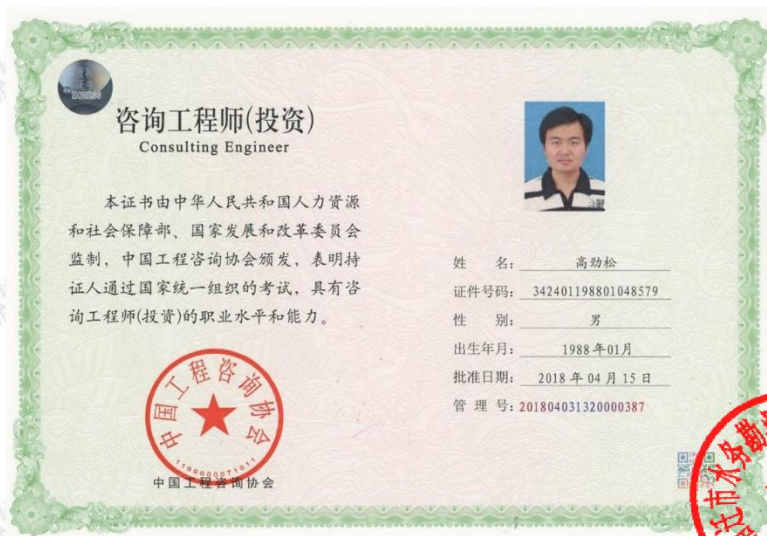 咨询工程师(投资)
Consulting Engineer
本证书由中华人民共和国人力资源
和社会保障部、国家发展和改革委员会
监制，中国工程咨询协会颁发，表明持
证人通过国家统一组织的考试，具有咨
询工程师(投资)的职业水平和能力。
中国工程咨询协会
1100000071011
中国工程咨询协会
姓 名： 高劲松
证件号码： 342401198801048579
性 别： 男
出生年月： 1988年01月
批准日期： 2018年04月15日
管 理 号：201804031320000387
迁市水务勘